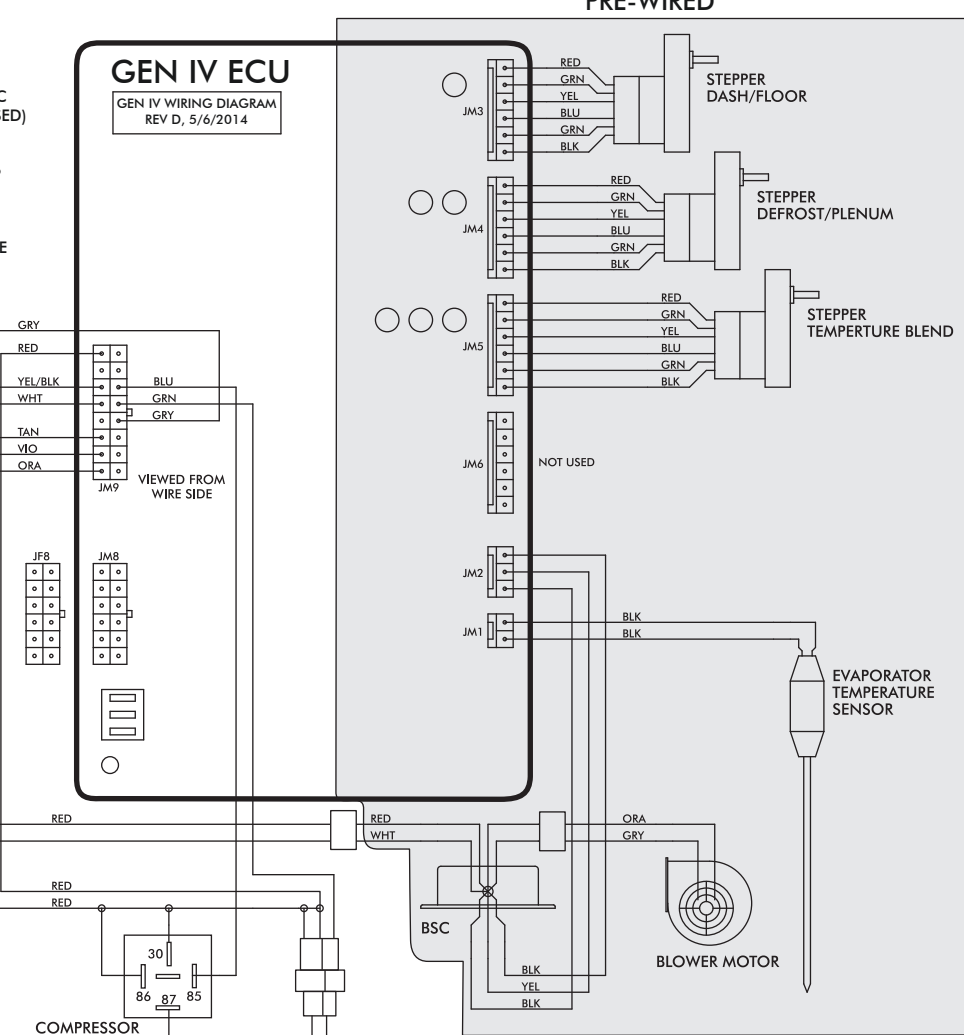 PRE-WIRED
GEN IV ECU
GEN IV WIRING DIAGRAM
REV D, 5/6/2014
C
SED)
E
JM3
RED
GRN
YEL
BLU
GRN
BLK
STEPPER
DASH/FLOOR
JM4
RED
GRN
YEL
BLU
GRN
BLK
STEPPER
DEFROST/PLENUM
JM5
RED
GRN
YEL
BLU
GRN
BLK
STEPPER
TEMPERTURE BLEND
GRY
RED
YEL/BLK
WHT
TAN
VIO
ORA
BLU
GRN
GRY
JM9
VIEWED FROM
WIRE SIDE
JM6
NOT USED
JF8
JM8
JM2
JM1
BLK
BLK
EVAPORATOR
TEMPERATURE
SENSOR
RED
RED
WHT
ORA
GRY
RED
RED
BSC
BLOWER MOTOR
BLK
YEL
BLK
30
86
87
85
COMPRESSOR